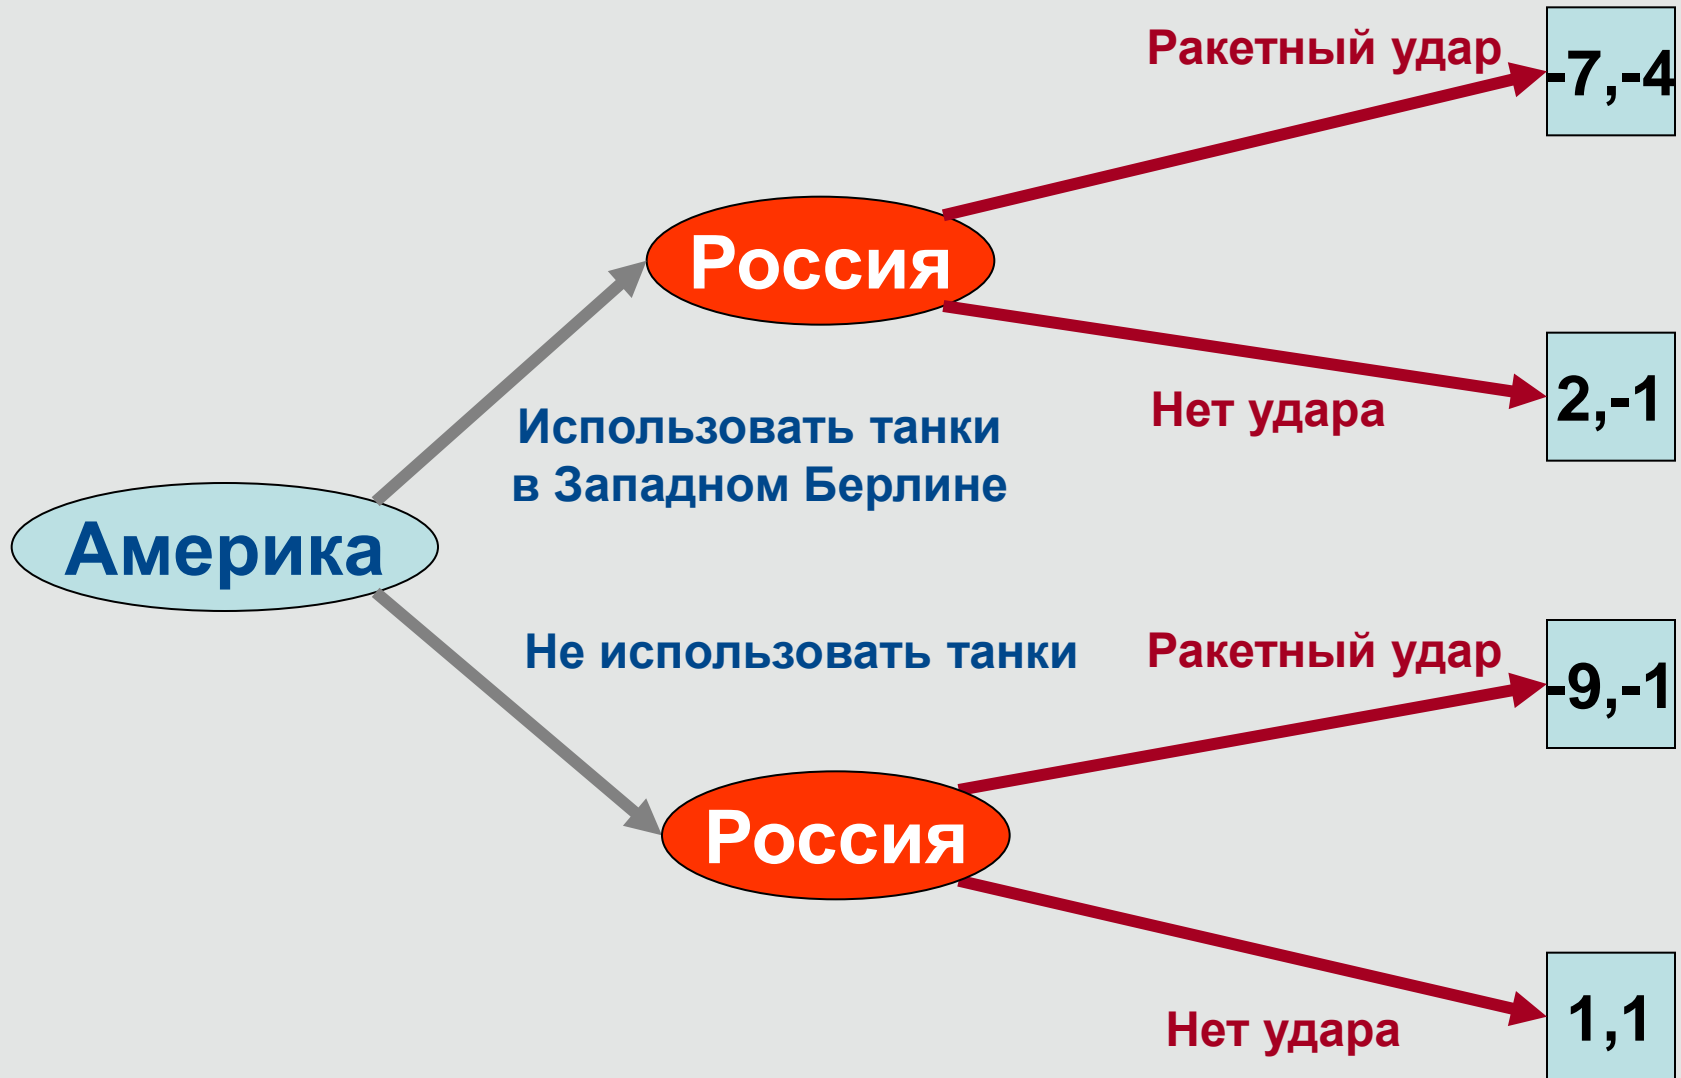 Ракетный удар
-7,-4
Россия
Нет удара
2,-1
Использовать танки
в Западном Берлине
Америка
Не использовать танки
Ракетный удар
-9,-1
Россия
Нет удара
1,1